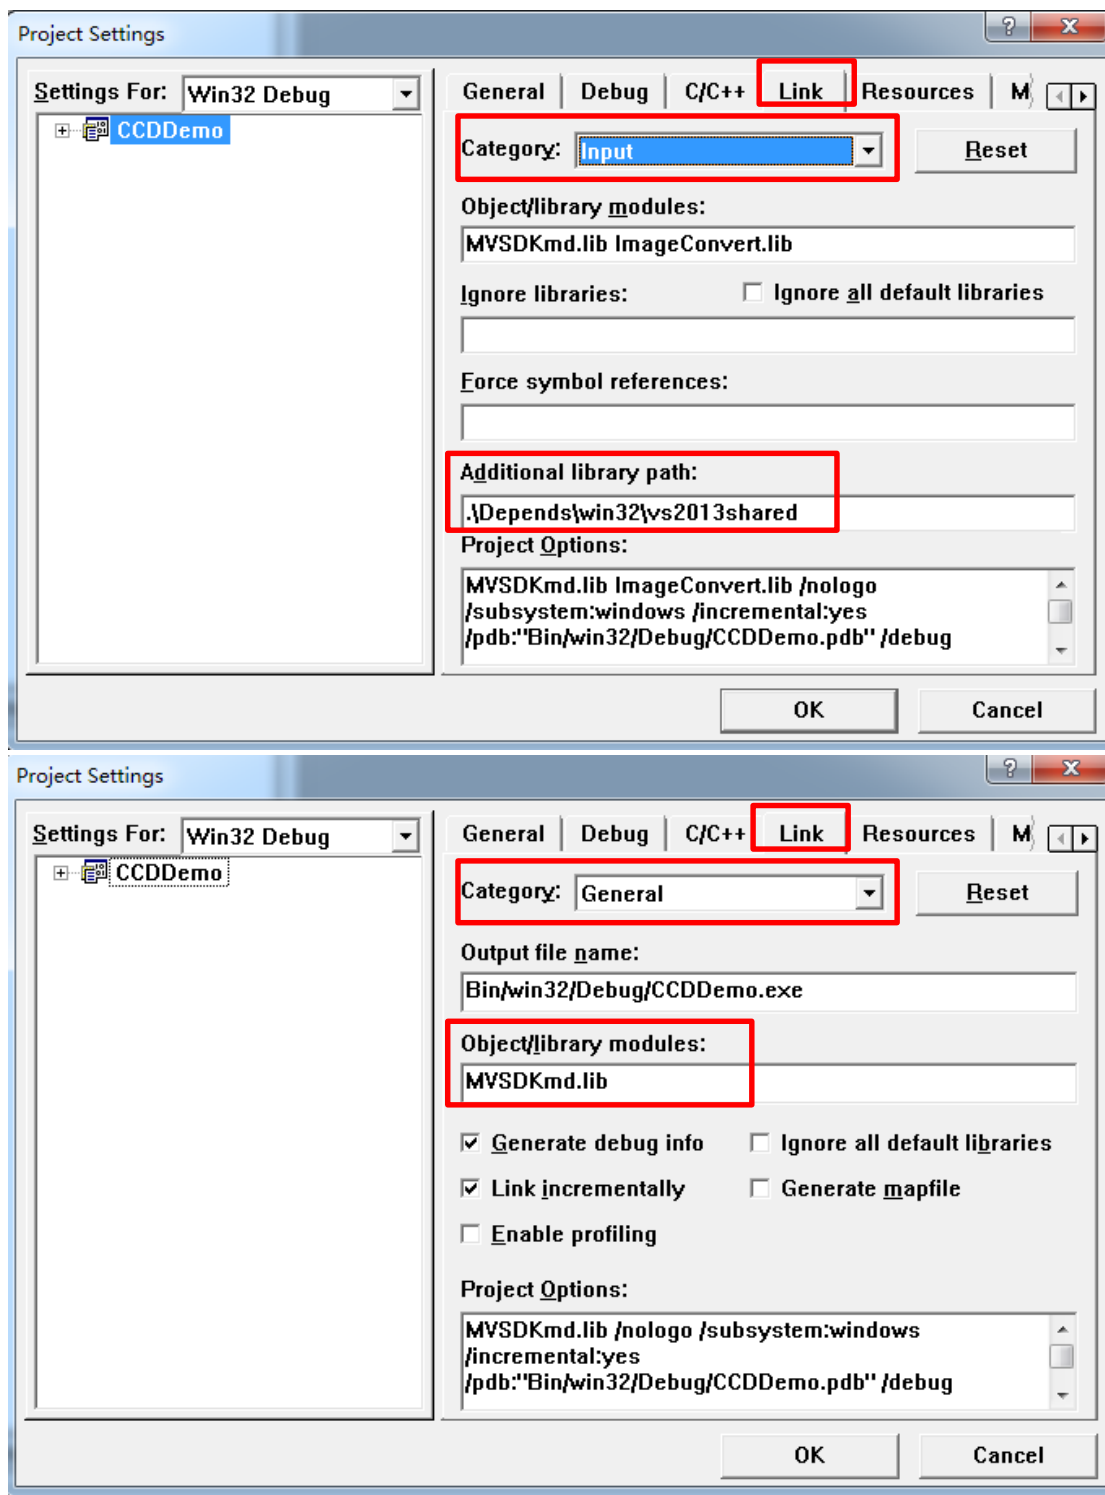 Project Settings
Settings For: Win32 Debug
General Debug C/C++ Link Resources M
CCDDemo
Category: Input Reset
Object/library modules:
MVSDKmd.lib ImageConvert.lib
Ignore libraries: Ignore all default libraries
Force symbol references:
Additional library path:
.\Depends\win32\vs2013shared
Project Options:
MVSDKmd.lib ImageConvert.lib /nologo
/subsystem:windows /incremental:yes
/pdb:"Bin/win32/Debug/CCDDemo.pdb" /debug
OK Cancel
Project Settings
Settings For: Win32 Debug
General Debug C/C++ Link Resources M
CCDDemo
Category: General Reset
Output file name:
Bin/win32/Debug/CCDDemo.exe
Object/library modules:
MVSDKmd.lib
Generate debug info Ignore all default libraries
Link incrementally Generate mapfile
Enable profiling
Project Options:
MVSDKmd.lib /nologo /subsystem:windows
/incremental:yes
/pdb:"Bin/win32/Debug/CCDDemo.pdb" /debug
OK Cancel